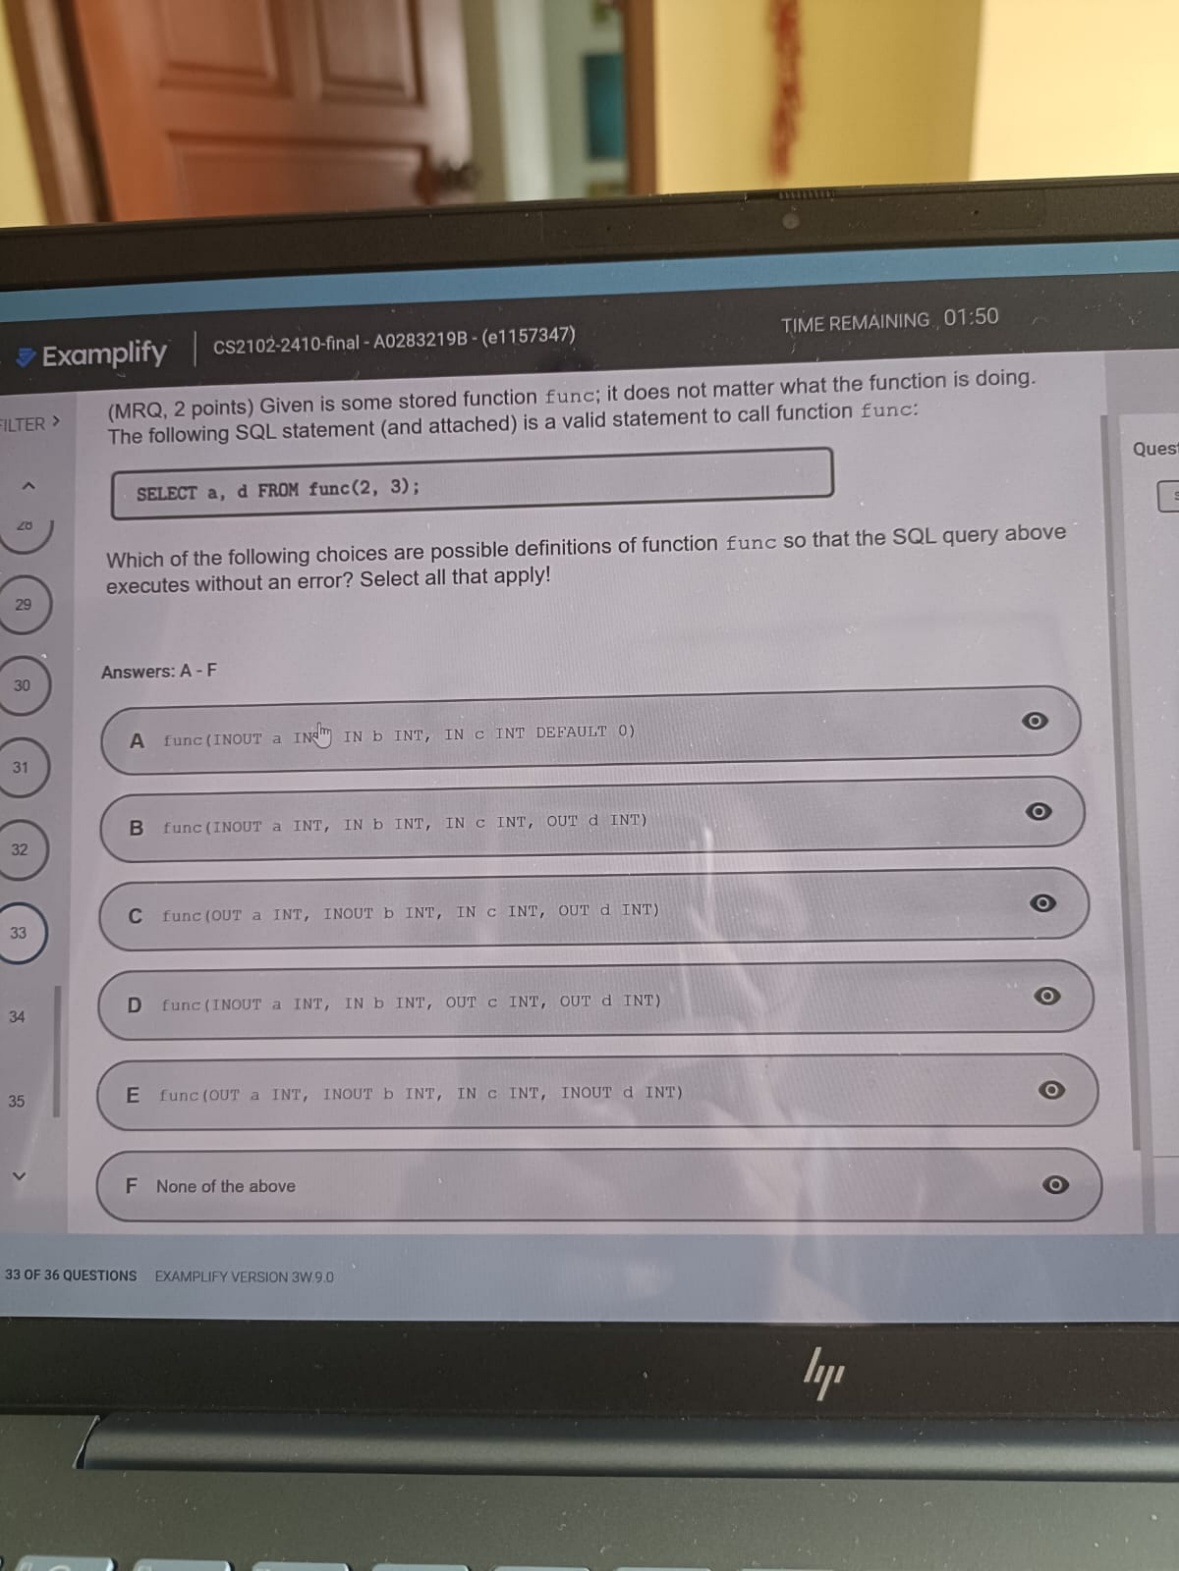 Examplify
CS2102-2410-final - A0283219B - (e1157347)
TIME REMAINING 01:50
FILTER >
(MRQ, 2 points) Given is some stored function func; it does not matter what the function is doing.
The following SQL statement (and attached) is a valid statement to call function func:
SELECT a, d FROM func(2, 3);
Which of the following choices are possible definitions of function func so that the SQL query above
executes without an error? Select all that apply!
Answers: A - F
A func(INOUT a IN IN b INT, IN c INT DEFAULT 0)
B func(INOUT a INT, IN b INT, IN c INT, OUT d INT)
C func(OUT a INT, INOUT b INT, IN c INT, OUT d INT)
D func(INOUT a INT, IN b INT, OUT c INT, OUT d INT)
E func(OUT a INT, INOUT b INT, IN c INT, INOUT d INT)
F None of the above
29
30
31
32
33
34
35
33 OF 36 QUESTIONS EXAMPLIFY VERSION 3W.9.0
hp